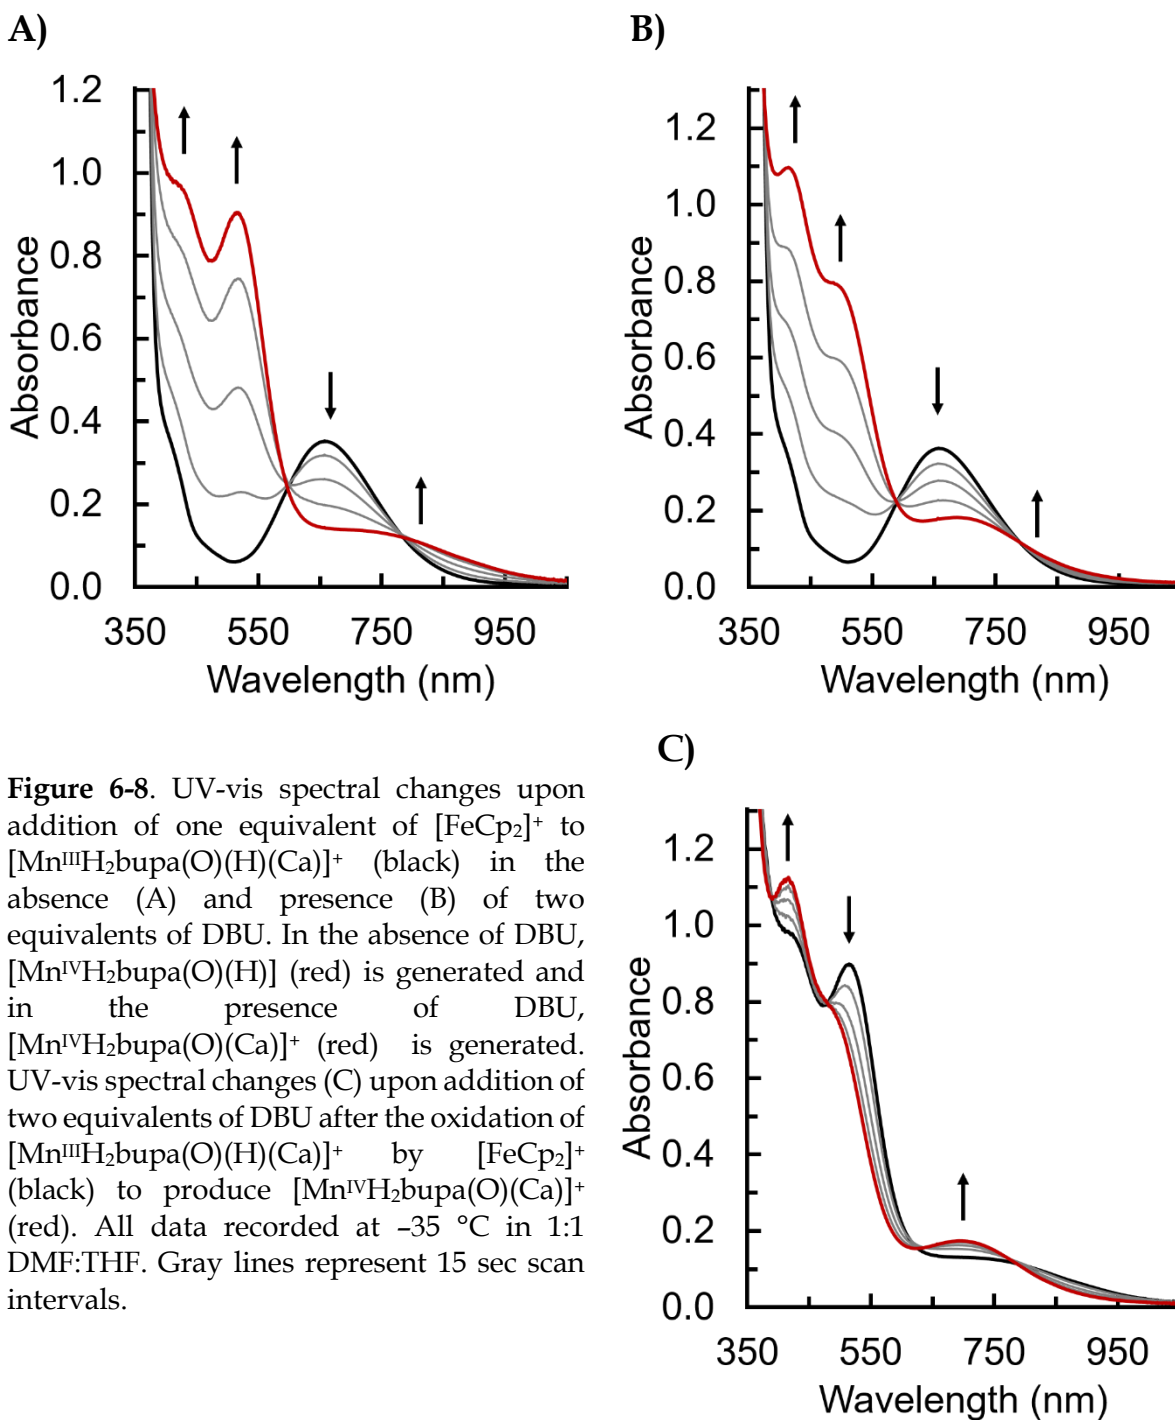 A)
1.2
1.0
0.8
0.6
0.4
0.2
0.0
Absorbance
350 550 750 950
Wavelength (nm)
B)
1.2
1.0
0.8
0.6
0.4
0.2
0.0
Absorbance
350 550 750 950
Wavelength (nm)
Figure 6-8. UV-vis spectral changes upon
addition of one equivalent of [FeCp₂]⁺ to
[MnᴵᴵᴵH₂bupa(O)(H)(Ca)]⁺ (black) in the
absence (A) and presence (B) of two
equivalents of DBU. In the absence of DBU,
[MnᴵⱽH₂bupa(O)(H)] (red) is generated and
in the presence of DBU,
[MnᴵⱽH₂bupa(O)(Ca)]⁺ (red) is generated.
UV-vis spectral changes (C) upon addition of
two equivalents of DBU after the oxidation of
[MnᴵᴵᴵH₂bupa(O)(H)(Ca)]⁺ by [FeCp₂]⁺
(black) to produce [MnᴵⱽH₂bupa(O)(Ca)]⁺
(red). All data recorded at –35 °C in 1:1
DMF:THF. Gray lines represent 15 sec scan
intervals.
C)
1.2
1.0
0.8
0.6
0.4
0.2
0.0
Absorbance
350 550 750 950
Wavelength (nm)